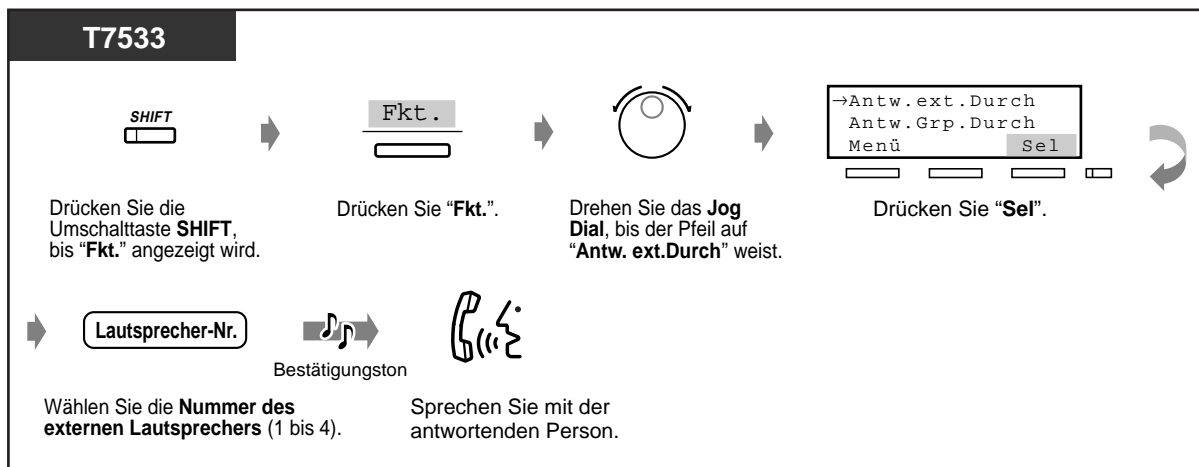 T7533
SHIFT
Fkt.
→Antw.ext.Durch
Antw.Grp.Durch
Menü Sel
Drücken Sie die
Umschalttaste SHIFT,
bis “Fkt.” angezeigt wird.
Drücken Sie “Fkt.”.
Drehen Sie das Jog
Dial, bis der Pfeil auf
“Antw. ext.Durch” weist.
Drücken Sie “Sel”.
Lautsprecher-Nr.
Bestätigungston
Wählen Sie die Nummer des
externen Lautsprechers (1 bis 4).
Sprechen Sie mit der
antwortenden Person.